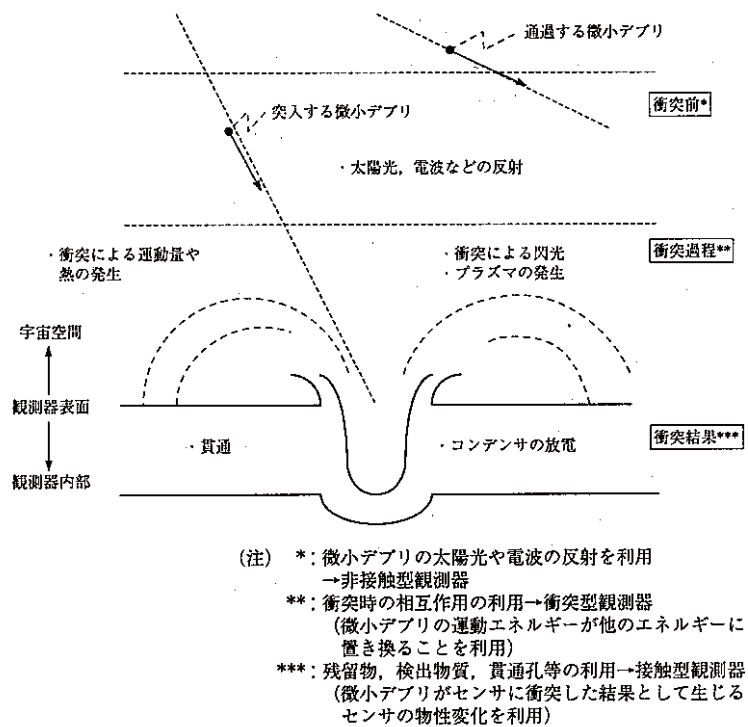 通過する微小デブリ
衝突前*
突入する微小デブリ
・太陽光，電波などの反射
・衝突による運動量や
熱の発生
・衝突による閃光
・プラズマの発生
衝突過程**
宇宙空間
観測器表面
観測器内部
・貫通
・コンデンサの放電
衝突結果***
(注) *：微小デブリの太陽光や電波の反射を利用
→非接触型観測器
**：衝突時の相互作用の利用→衝突型観測器
(微小デブリの運動エネルギーが他のエネルギーに
置き換ることを利用)
***：残留物，検出物質，貫通孔等の利用→接触型観測器
(微小デブリがセンサに衝突した結果として生じる
センサの物性変化を利用)